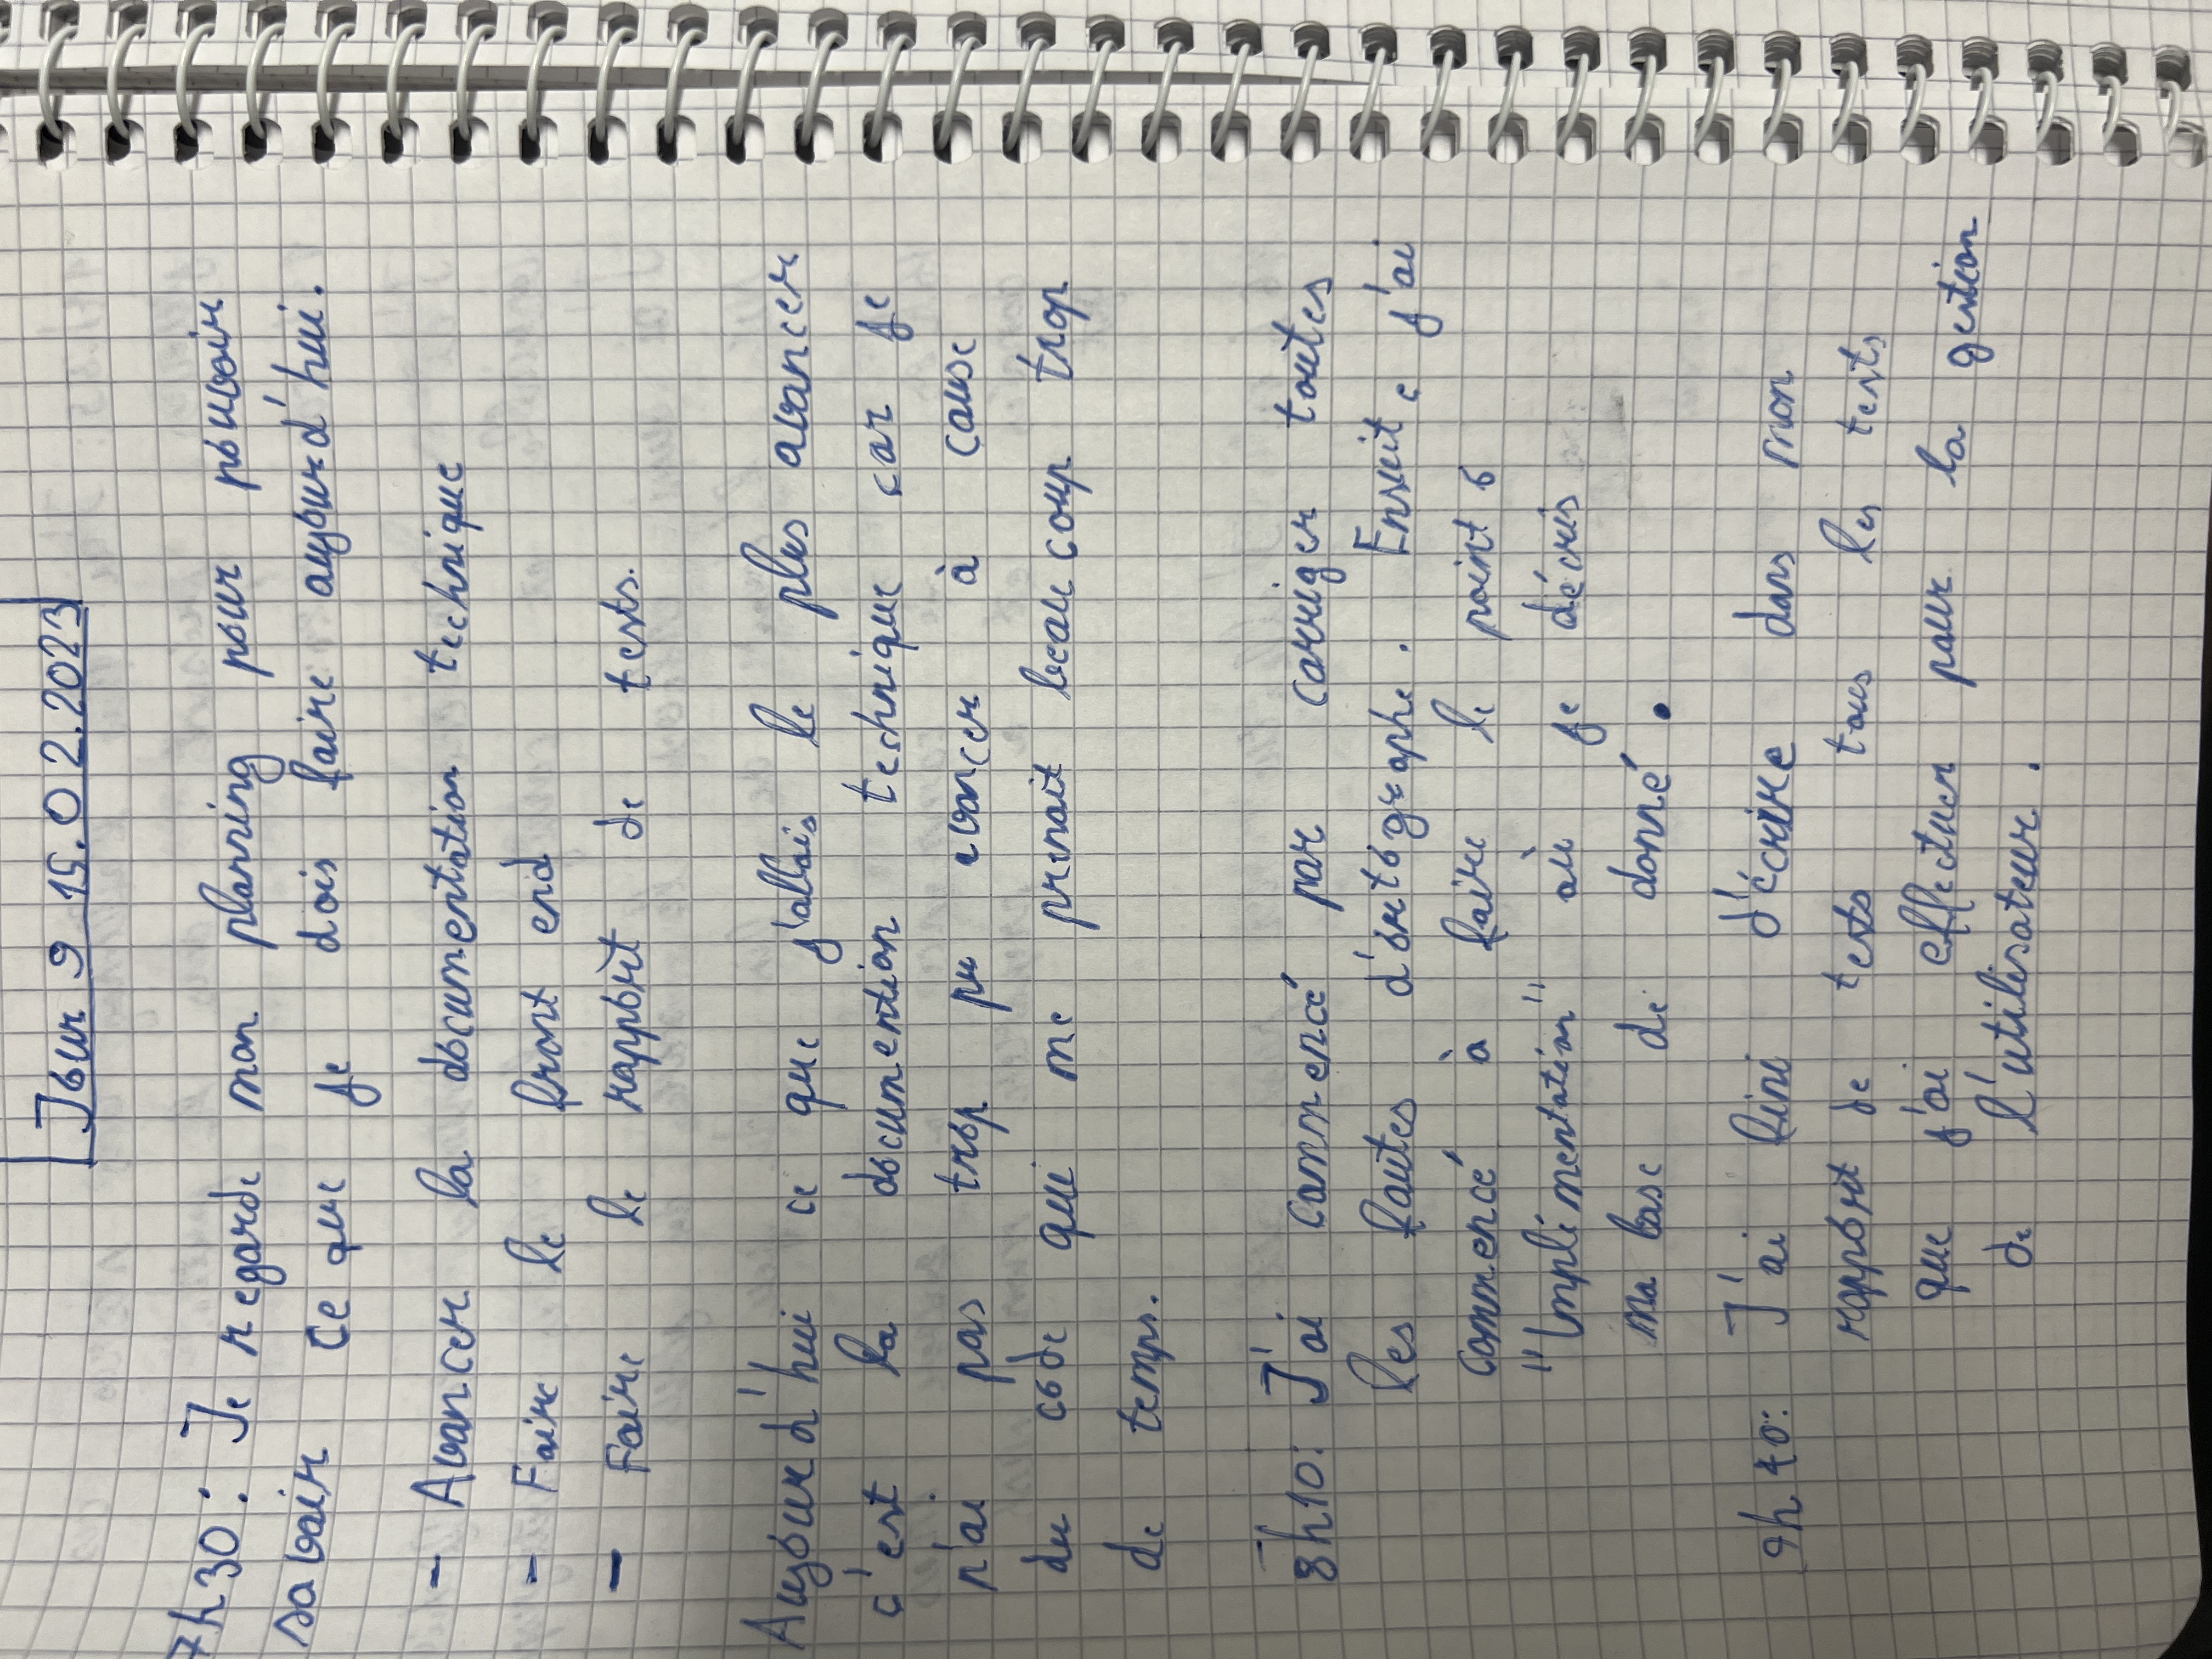 Jour 9 15.02.2023
7h30: Je regarde mon planning pour pouvoir
savoir ce que je dois faire aujourd'hui.
- Avancer la documentation technique
- Faire le front end
- Faire le rapport de tests.
Aujourd'hui ce que j'allais le plus avancer
c'est la documention technique car je
n'ai pas trop pu avancer à cause
du code qui me prenait beaucoup trop
de temps.
8h10: J'ai commencé par corriger toutes
les fautes d'ortographe. Ensuite j'ai
commencé à faire le point 6
"Implémentation" où je décris
ma base de donné.
9h40: J'ai fini d'écrire dans mon
rapport de tests tous les tests
que j'ai effectuer pour la gestion
de l'utilisateur.